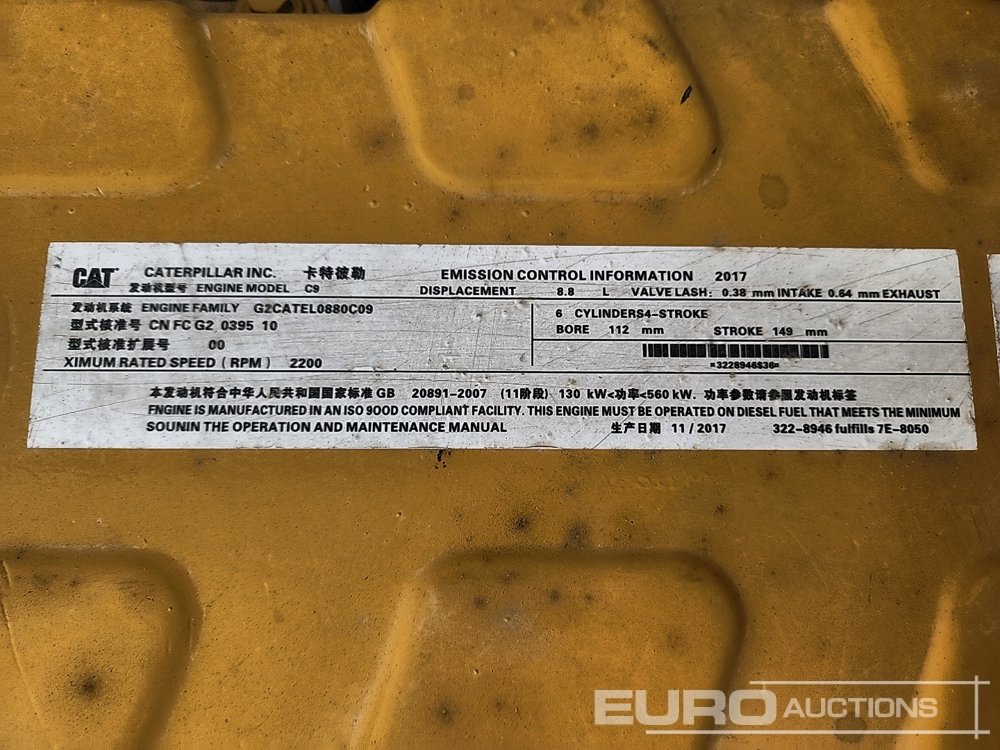 CAT CATERPILLAR INC. 卡特彼勒 EMISSION CONTROL INFORMATION 2017
发动机型号 ENGINE MODEL C9 DISPLACEMENT 8.8 L VALVE LASH: 0.38 mm INTAKE 0.64 mm EXHAUST
发动机系统 ENGINE FAMILY G2CATEL0880C09
6 CYLINDERS4-STROKE
型式核准号 CN FC G2 0395 10
BORE 112 mm STROKE 149 mm
型式核准扩展号 00
XIMUM RATED SPEED (RPM) 2200
*3228946S36*
本发动机符合中华人民共和国国家标准 GB 20891-2007 (11阶段) 130 kW<功率<560 kW. 功率参数请参照发动机标签
FNGINE IS MANUFACTURED IN AN ISO 9OOD COMPLIANT FACILITY. THIS ENGINE MUST BE OPERATED ON DIESEL FUEL THAT MEETS THE MINIMUM
SOUNIN THE OPERATION AND MAINTENANCE MANUAL 生产日期 11/2017 322-8946 fulfills 7E-8050
EURO AUCTIONS